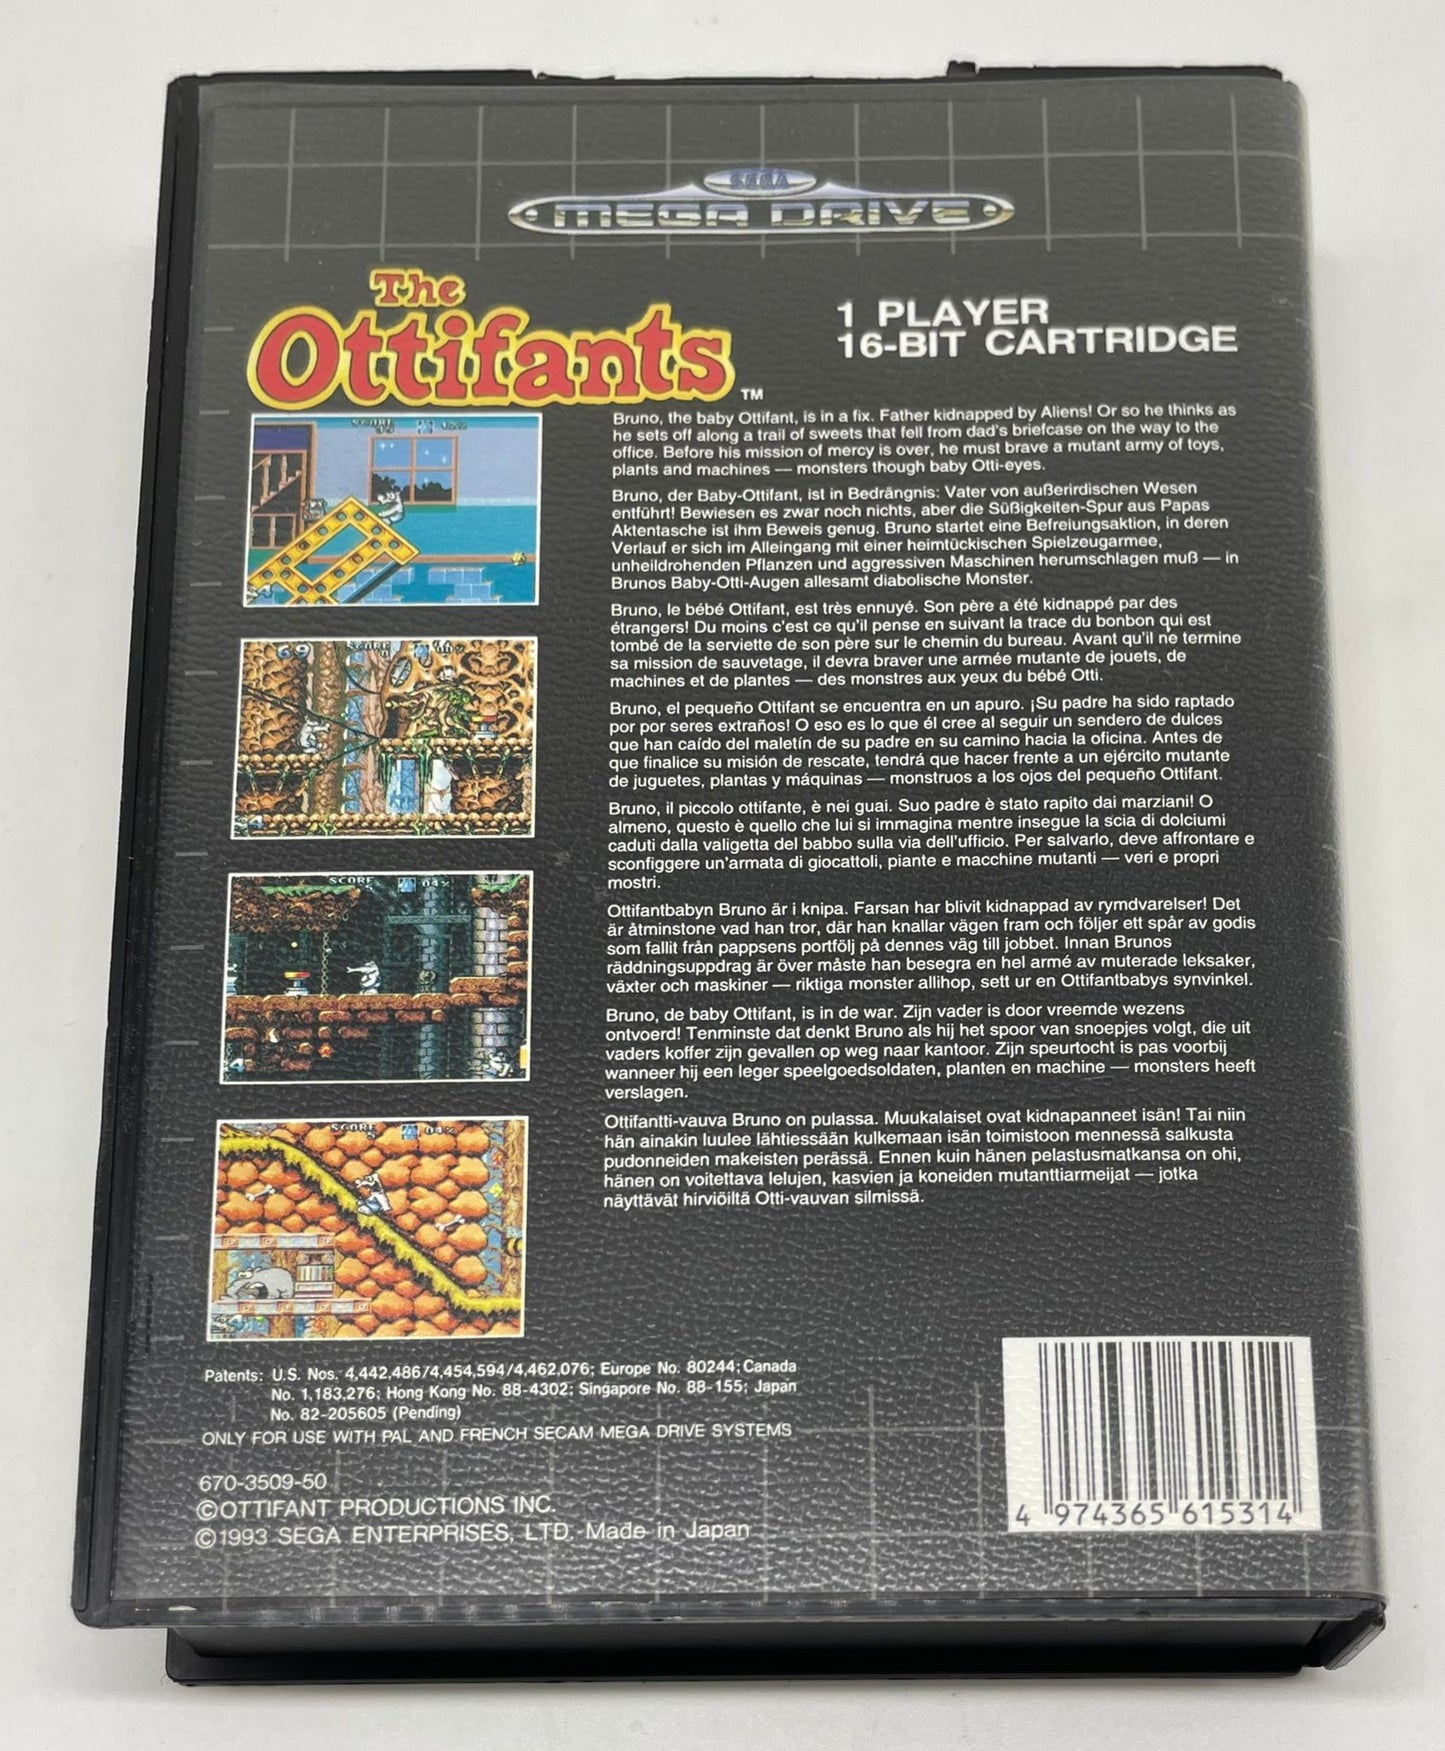 SEGA
MEGA DRIVE
The
Ottifants
TM
1 PLAYER
16-BIT CARTRIDGE
Bruno, the baby Ottifant, is in a fix. Father kidnapped by Aliens! Or so he thinks as
he sets off along a trail of sweets that fell from dad's briefcase on the way to the
office. Before his mission of mercy is over, he must brave a mutant army of toys,
plants and machines — monsters though baby Otti-eyes.
Bruno, der Baby-Ottifant, ist in Bedrängnis: Vater von außerirdischen Wesen
entführt! Bewiesen es zwar noch nichts, aber die Süßigkeiten-Spur aus Papas
Aktentasche ist ihm Beweis genug. Bruno startet eine Befreiungsaktion, in deren
Verlauf er sich im Alleingang mit einer heimtückischen Spielzeugarmee,
unheildrohenden Pflanzen und aggressiven Maschinen herumschlagen muß — in
Brunos Baby-Otti-Augen allesamt diabolische Monster.
Bruno, le bébé Ottifant, est très ennuyé. Son père a été kidnappé par des
étrangers! Du moins c'est ce qu'il pense en suivant la trace du bonbon qui est
tombé de la serviette de son père sur le chemin du bureau. Avant qu'il ne termine
sa mission de sauvetage, il devra braver une armée mutante de jouets, de
machines et de plantes — des monstres aux yeux du bébé Otti.
Bruno, el pequeño Ottifant se encuentra en un apuro. ¡Su padre ha sido raptado
por por seres extraños! O eso es lo que él cree al seguir un sendero de dulces
que han caído del maletín de su padre en su camino hacia la oficina. Antes de
que finalice su misión de rescate, tendrá que hacer frente a un ejército mutante
de juguetes, plantas y máquinas — monstruos a los ojos del pequeño Ottifant.
Bruno, il piccolo ottifante, è nei guai. Suo padre è stato rapito dai marziani! O
almeno, questo è quello che lui si immagina mentre insegue la scia di dolciumi
caduti dalla valigetta del babbo sulla via dell'ufficio. Per salvarlo, deve affrontare e
sconfiggere un'armata di giocattoli, piante e macchine mutanti — veri e propri
mostri.
Ottifantbabyn Bruno är i knipa. Farsan har blivit kidnappad av rymdvarelser! Det
är åtminstone vad han tror, där han knallar vägen fram och följer ett spår av godis
som fallit från pappsens portfölj på dennes väg till jobbet. Innan Brunos
räddningsuppdrag är över måste han besegra en hel armé av muterade leksaker,
växter och maskiner — riktiga monster allihop, sett ur en Ottifantbabys synvinkel.
Bruno, de baby Ottifant, is in de war. Zijn vader is door vreemde wezens
ontvoerd! Tenminste dat denkt Bruno als hij het spoor van snoepjes volgt, die uit
vaders koffer zijn gevallen op weg naar kantoor. Zijn speurtocht is pas voorbij
wanneer hij een leger speelgoedsoldaten, planten en machine — monsters heeft
verslagen.
Ottifantti-vauva Bruno on pulassa. Muukalaiset ovat kidnapanneet isän! Tai niin
hän ainakin luulee lähtiessään kulkemaan isän toimistoon mennessä salkusta
pudonneiden makeisten perässä. Ennen kuin hänen pelastusmatkansa on ohi,
hänen on voitettava lelujen, kasvien ja koneiden mutanttiarmeijat — jotka
näyttävät hirviöiltä Otti-vauvan silmissä.
SCORE
69 SCORE
SCORE 04%
SCORE 04%
Patents: U.S. Nos. 4,442,486/4,454,594/4,462,076; Europe No. 80244; Canada
No. 1,183,276; Hong Kong No. 88-4302; Singapore No. 88-155; Japan
No. 82-205605 (Pending)
ONLY FOR USE WITH PAL AND FRENCH SECAM MEGA DRIVE SYSTEMS
670-3509-50
©OTTIFANT PRODUCTIONS INC.
©1993 SEGA ENTERPRISES, LTD. Made in Japan
4 974365 615314